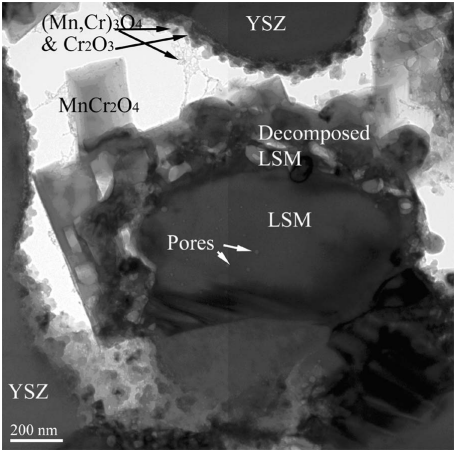 (Mn,Cr)3O4
& Cr2O3
YSZ
MnCr2O4
Decomposed
LSM
LSM
Pores
YSZ
200 nm